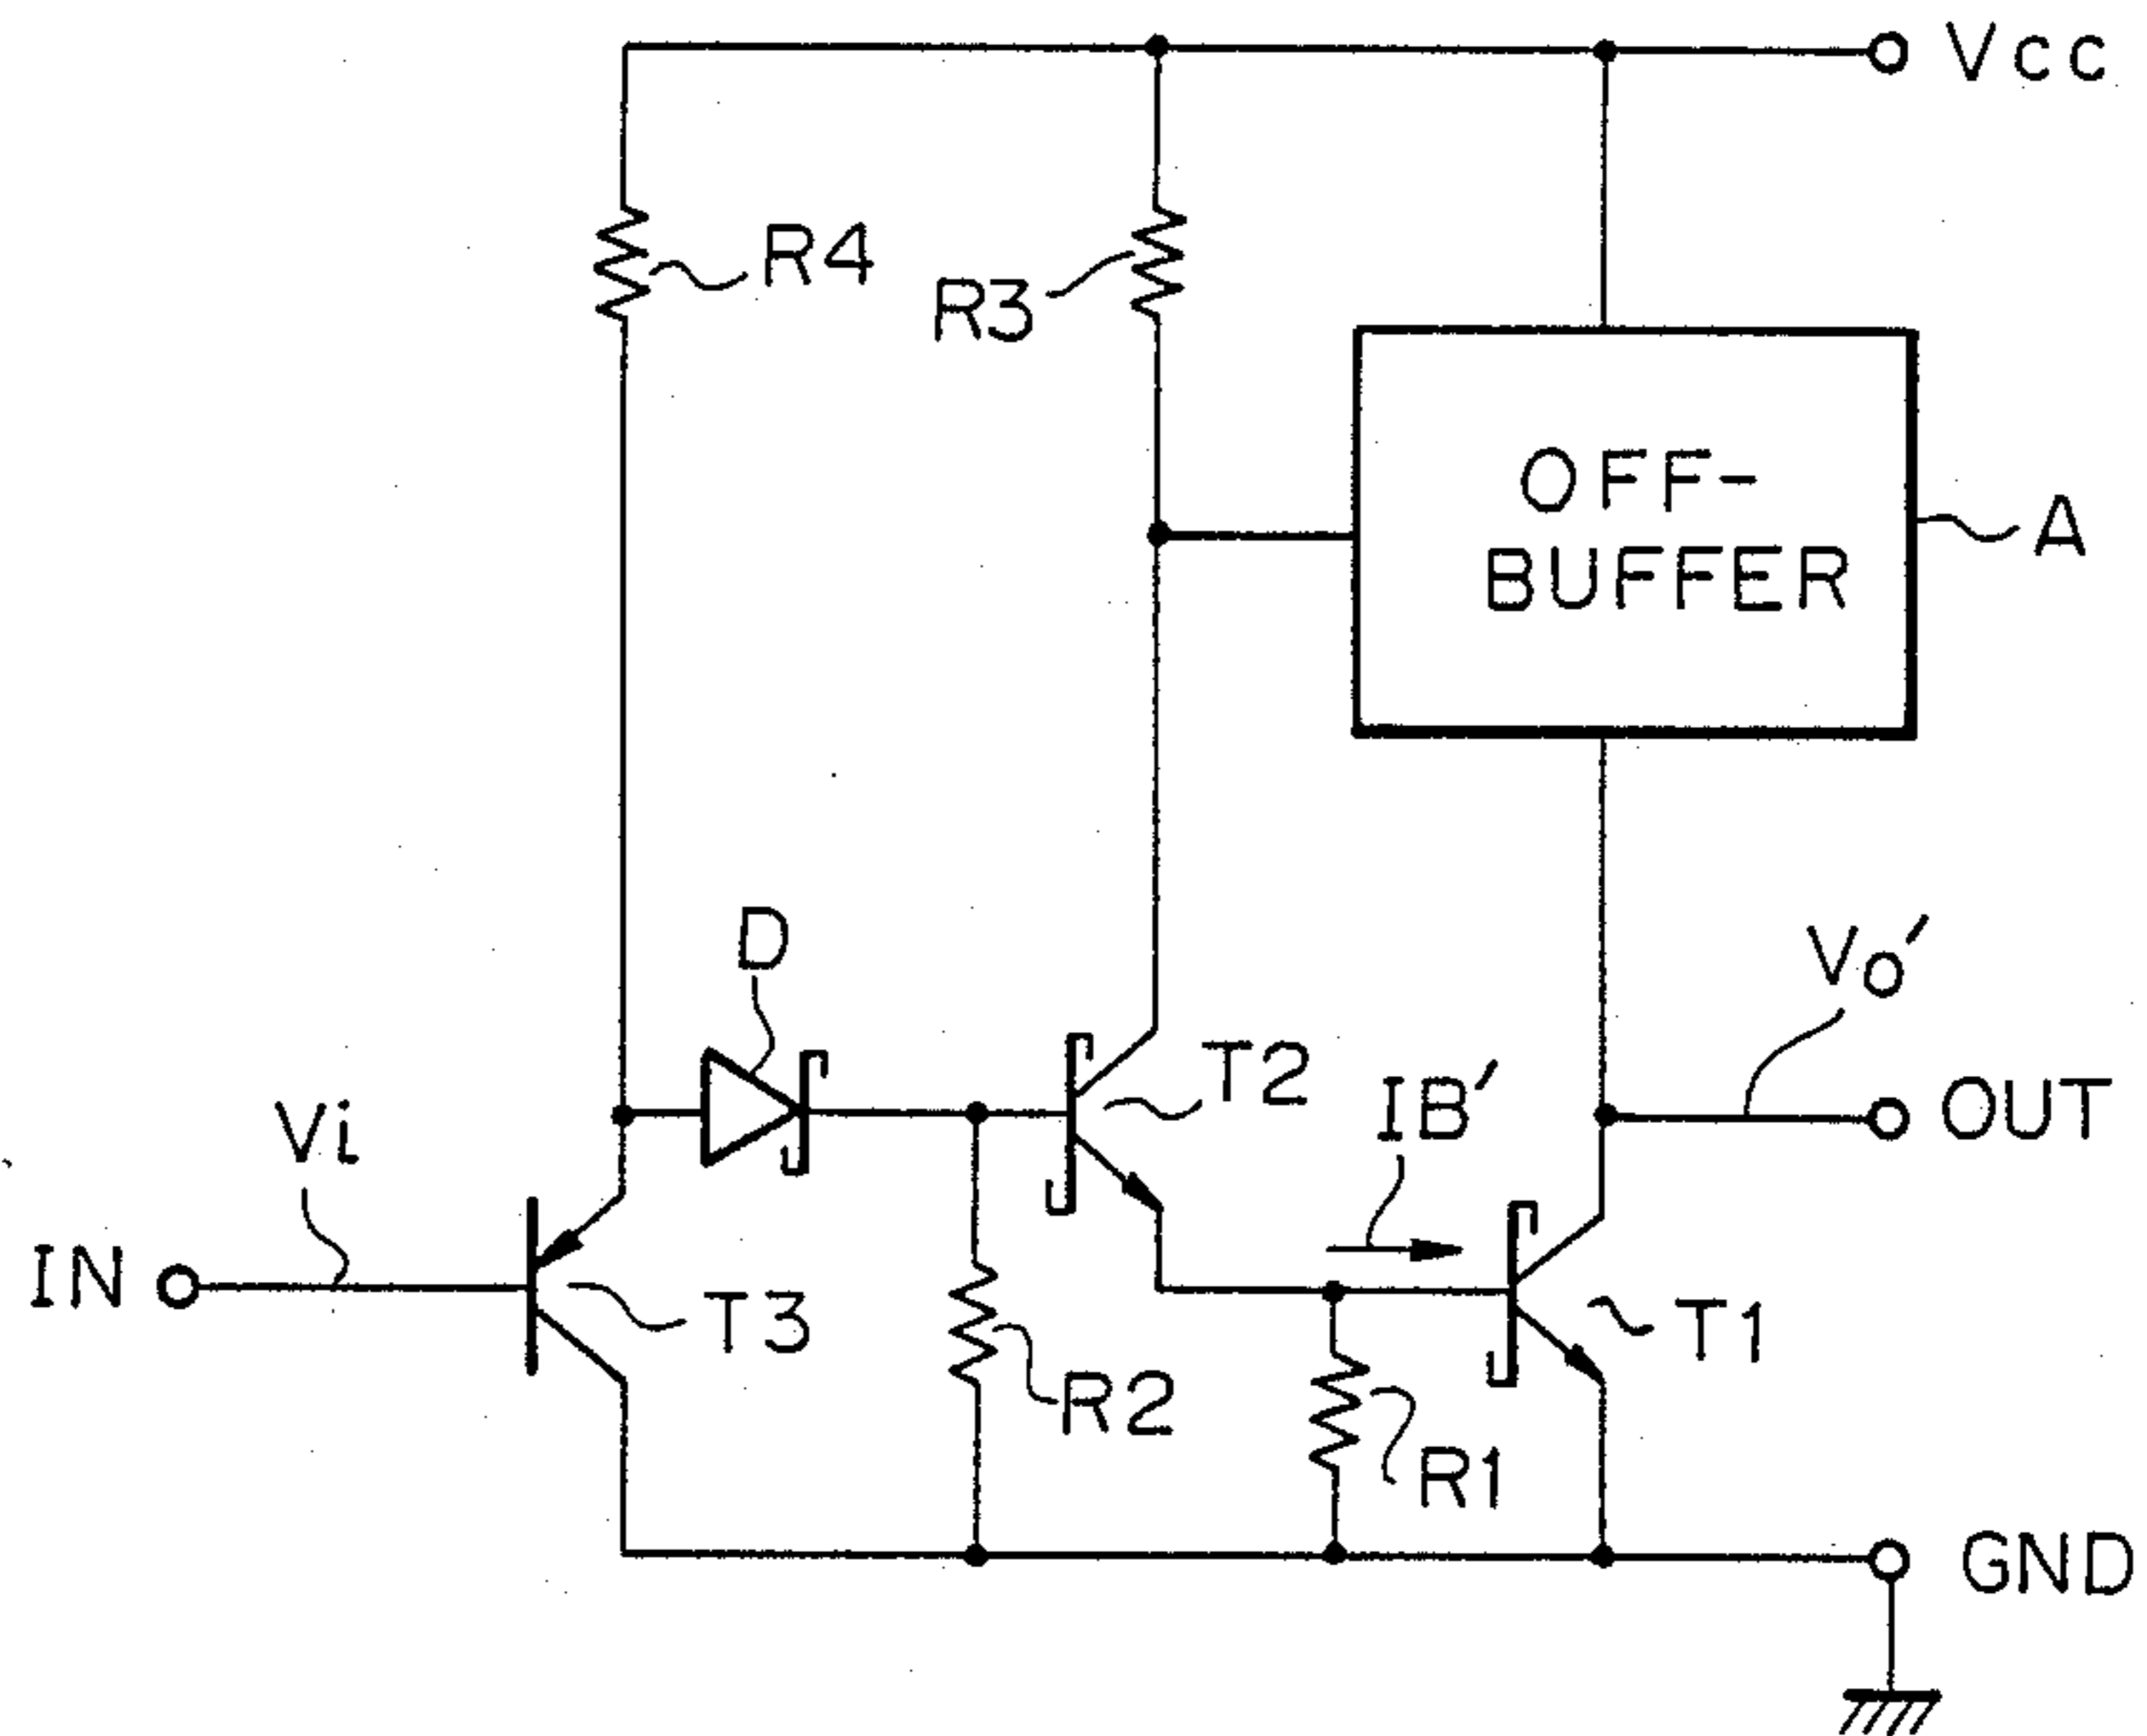 Vcc
R4
R3
OFF-
BUFFER
A
D
Vo'
T2
IB'
OUT
Vi
IN
T3
T1
R2
R1
GND